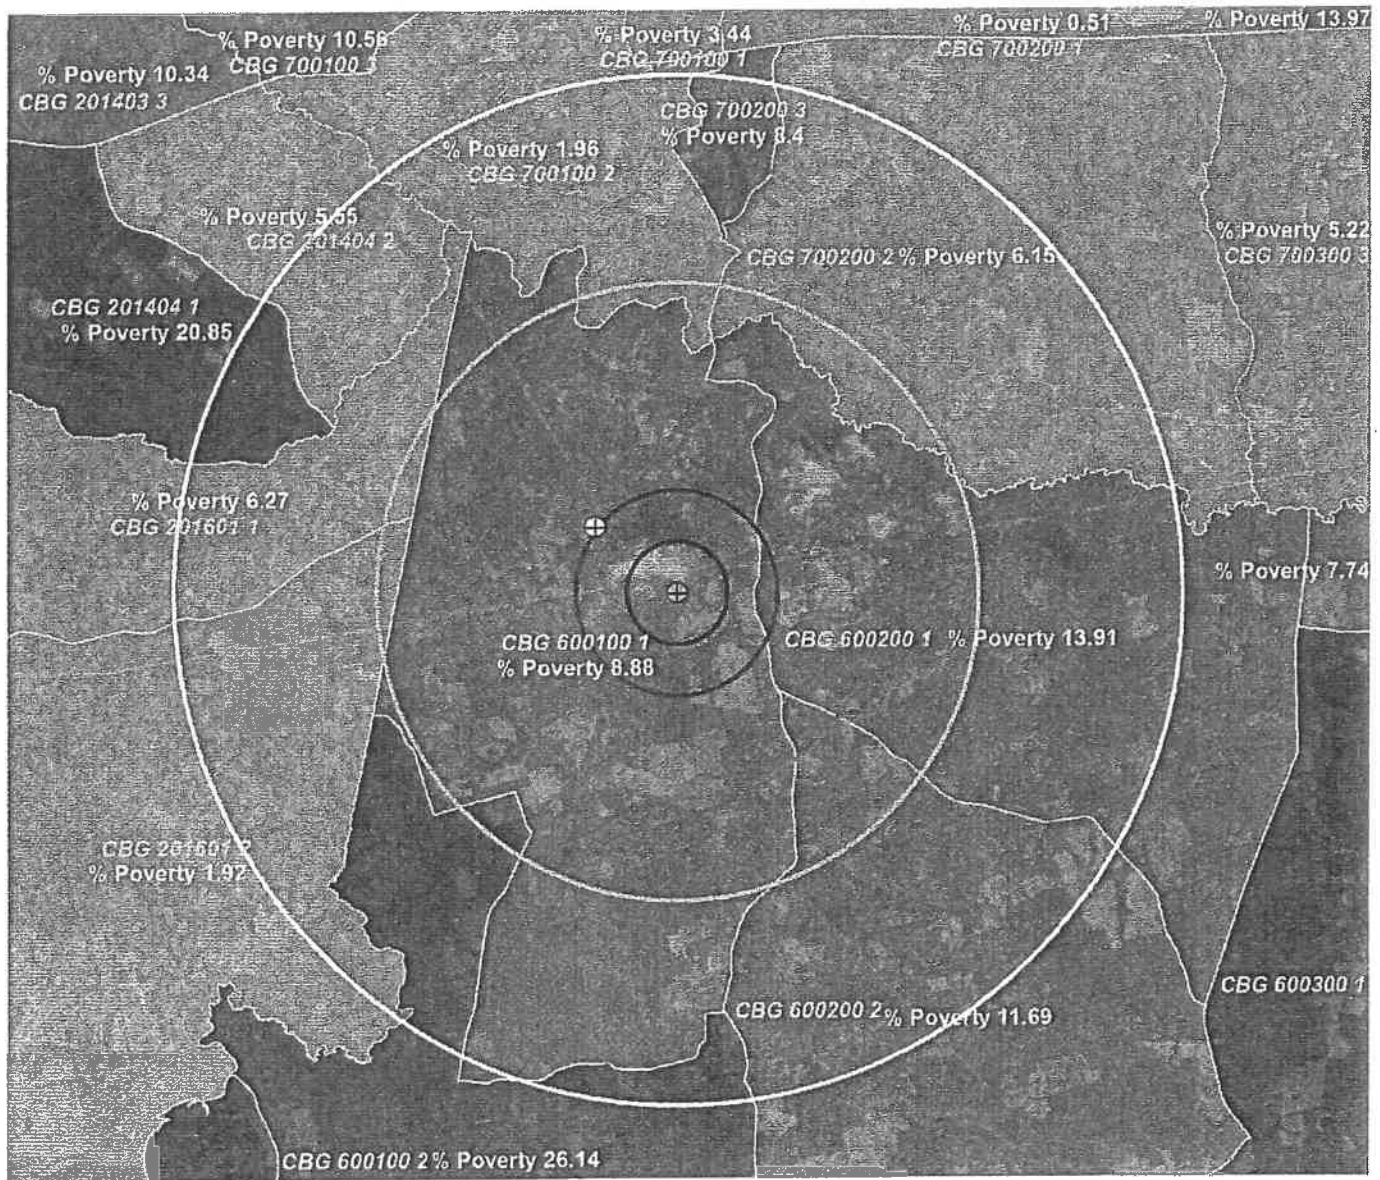 % Poverty 0.51
% Poverty 13.97
% Poverty 10.56
% Poverty 3.44
CBG 700200 1
CBG 700100 3
CBG 700100 1
% Poverty 10.34
CBG 201403 3
CBG 700200 3
% Poverty 8.4
% Poverty 1.96
CBG 700100 2
% Poverty 5.55
CBG 201404 2
% Poverty 5.22
CBG 700300 3
CBG 700200 2 % Poverty 6.15
CBG 201404 1
% Poverty 20.85
% Poverty 6.27
CBG 201601 1
% Poverty 7.74
CBG 600100 1
% Poverty 8.88
CBG 600200 1 % Poverty 13.91
CBG 201601 2
% Poverty 1.92
CBG 600300 1
CBG 600200 2 % Poverty 11.69
CBG 600100 2 % Poverty 26.14